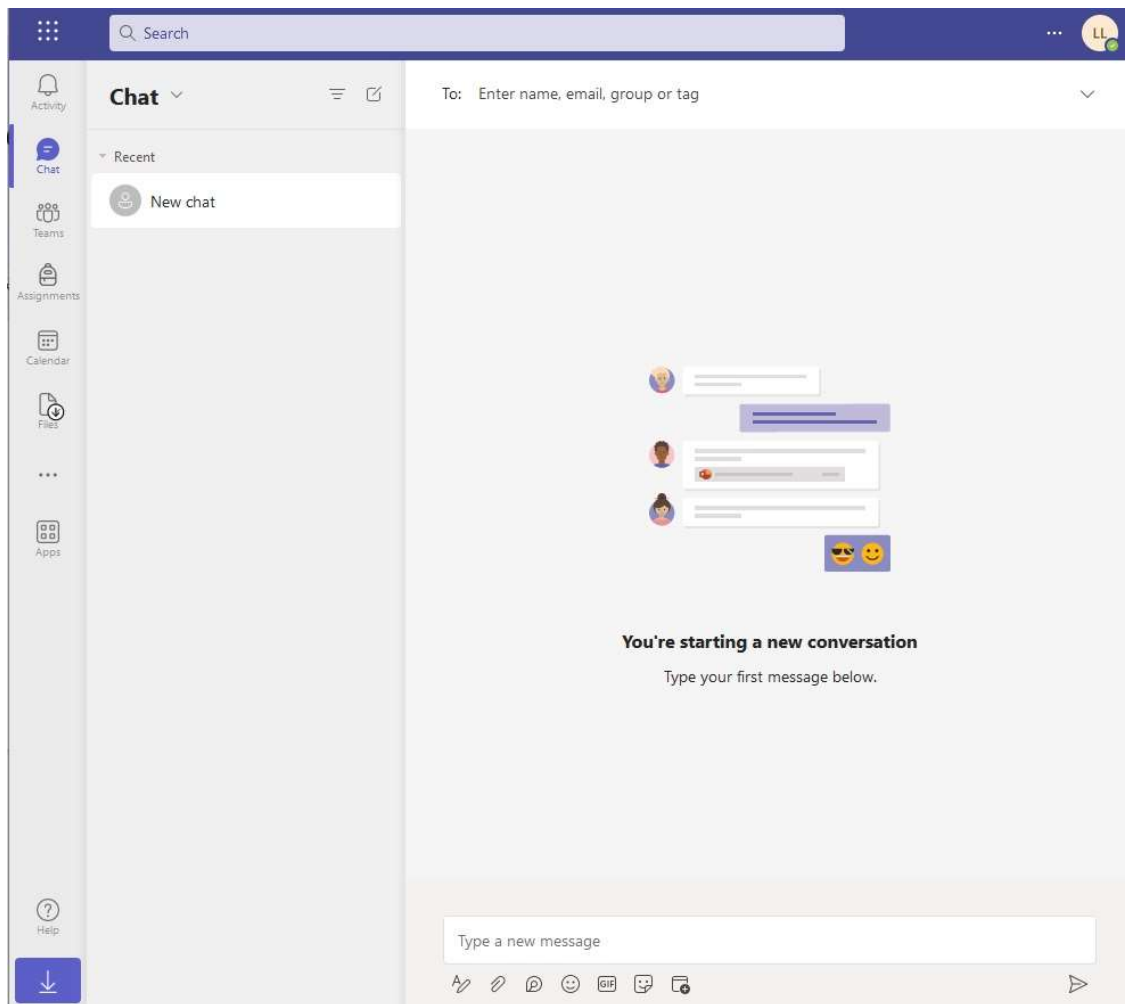 Search
LL
Activity
Chat
Teams
Assignments
Calendar
Files
Apps
Help
Chat
Recent
New chat
To: Enter name, email, group or tag
You're starting a new conversation
Type your first message below.
Type a new message
GIF